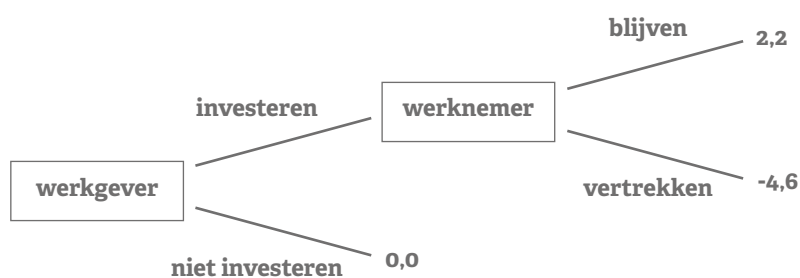 blijven
2,2
investeren
werknemer
werkgever
vertrekken
-4,6
niet investeren
0,0